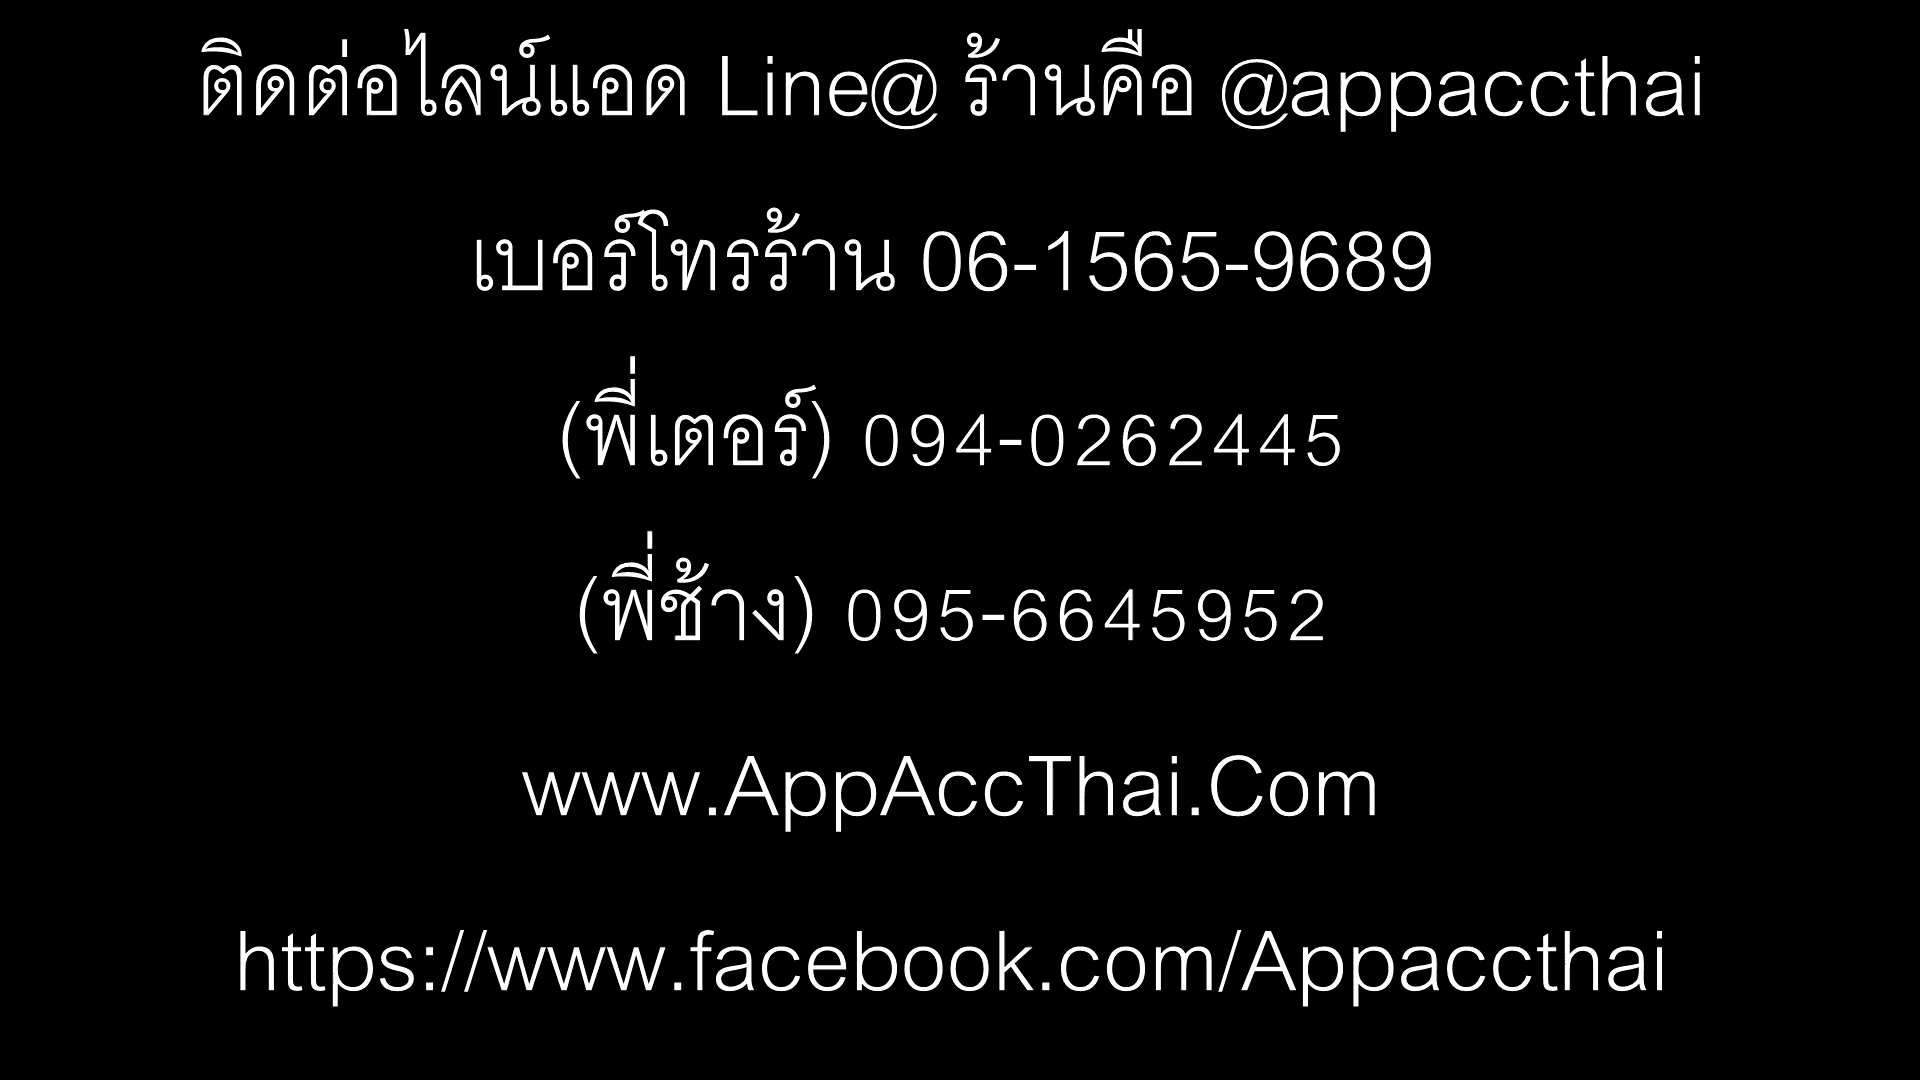 ติดต่อไลน์แอด Line@ ร้านคือ @appaccthai
เบอร์โทรร้าน 06-1565-9689
(พี่เตอร์) 094-0262445
(พี่ช้าง) 095-6645952
www.AppAccThai.Com
https://www.facebook.com/Appaccthai